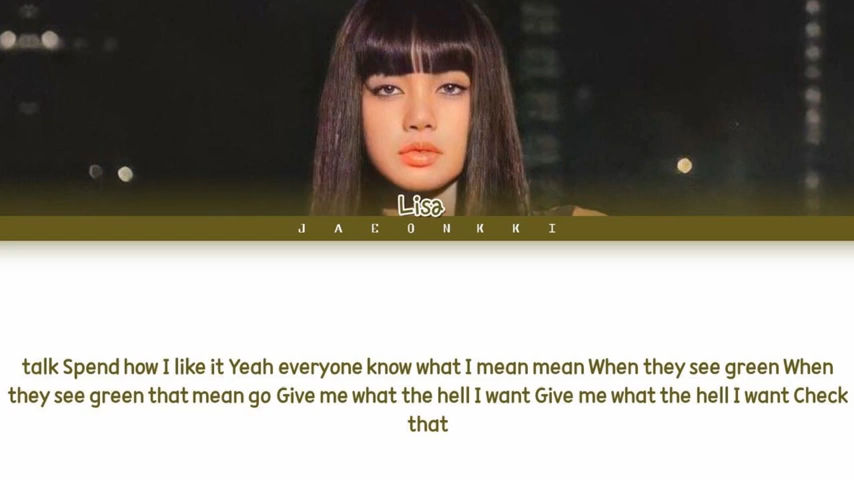 Lisa
JAEONKKI
talk Spend how I like it Yeah everyone know what I mean mean When they see green When
they see green that mean go Give me what the hell I want Give me what the hell I want Check
that